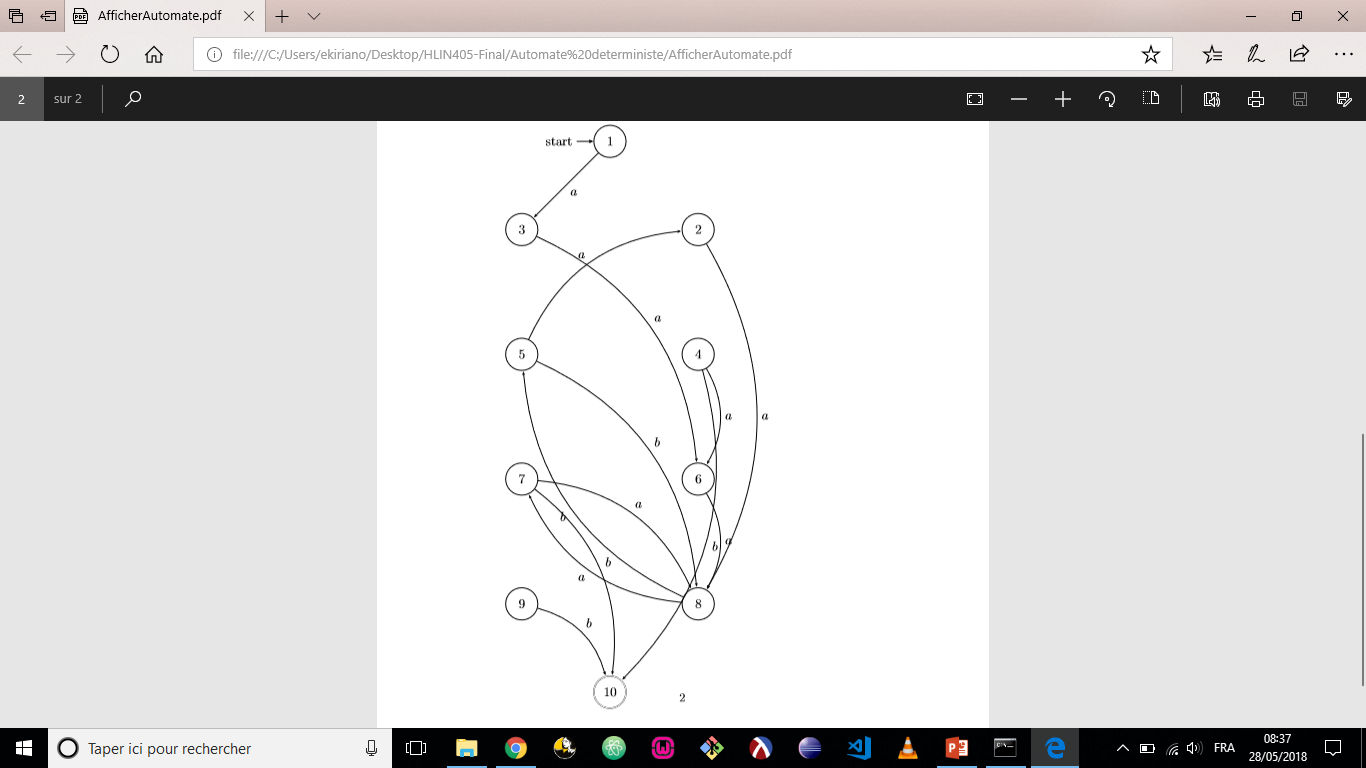 AfficherAutomate.pdf
file:///C:/Users/ekiriano/Desktop/HLIN405-Final/Automate%20deterministe/AfficherAutomate.pdf
2 sur 2
start 1
a
3 2
a
a
5 4
a a
b
7 6
a
b
b a
b
a
9 8
b
10
2
Taper ici pour rechercher
FRA
08:37
28/05/2018